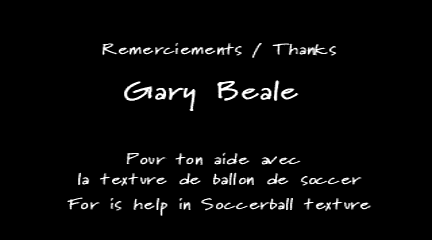 Remerciements / Thanks
Gary Beale
Pour ton aide avec
la texture de ballon de soccer
For is help in Soccerball texture